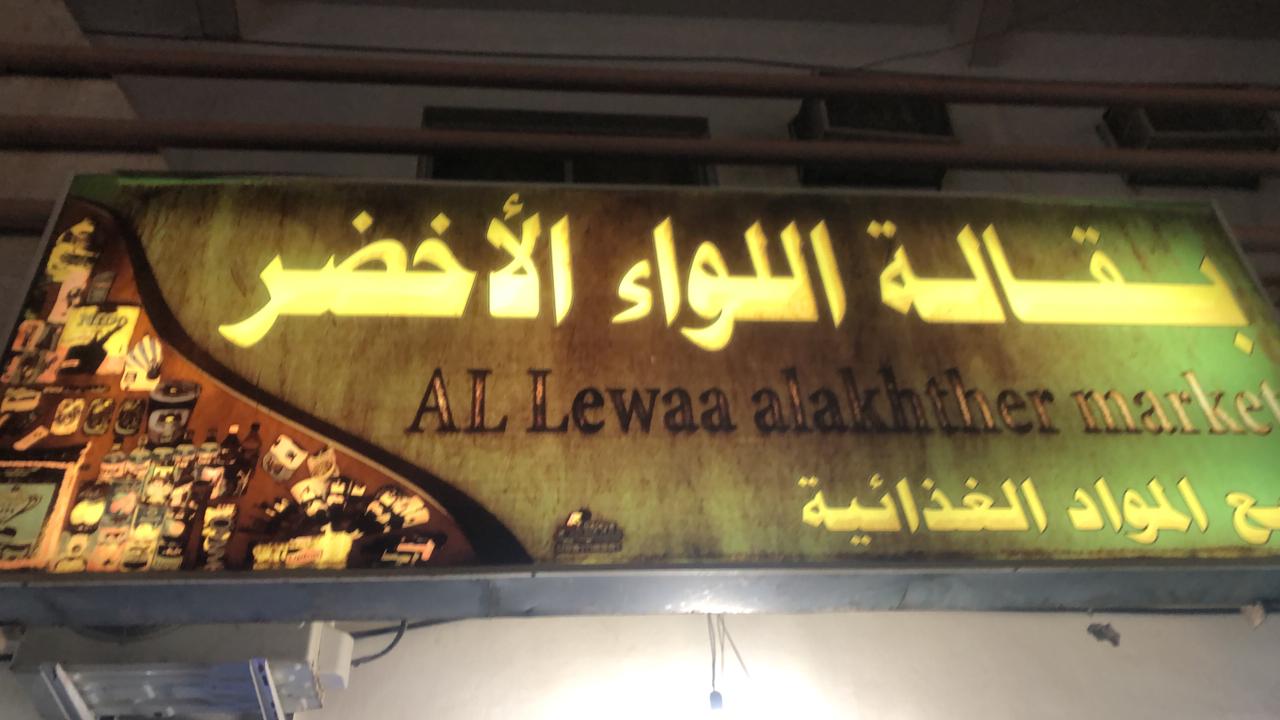 بقالة اللواء الأخضر
AL Lewaa alakhther market
المواد الغذائية